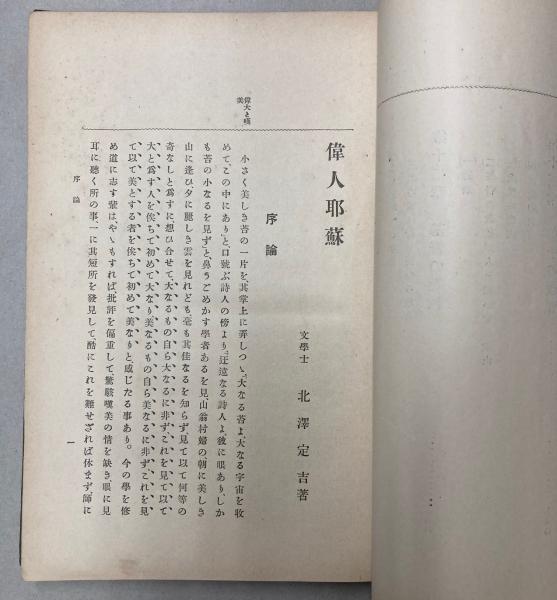 偉大と嘆
美
偉人耶蘇
文學士 北澤定吉著
序論
小さく美しき苔の一片を、其掌上に弄しつゝ、『大なる苔よ、大なる宇宙を收
めて、この中にあり』と、口號ぶ詩人の傍より、『迂遠なる詩人よ、彼に眼あり、しか
も苔の小なるを見ず』と、鼻うごめかす學者あるを見、山翁村婦の、朝に美しき
山に逢ひ、夕に麗しき雲を見れども、毫も其佳なるを知らず、見て以て何等の
奇なしと爲すに、想ひ合せて、大なるもの自ら大なるに非ず、これを見て以て
大と爲す人を俟ちて初めて大なり、美なるもの自ら美なるに非ず、これを見
て以て美とする者を俟ちて初めて美なりと、感じたる事あり。今の學を修
め道に志す輩は、やゝもすれば、批評を偏重して、驚駭嘆美の情を缺き、眼に見
耳に聽く所の事、一に其短所を發見して、酷にこれを難せざれば休まず、師に
序論
一